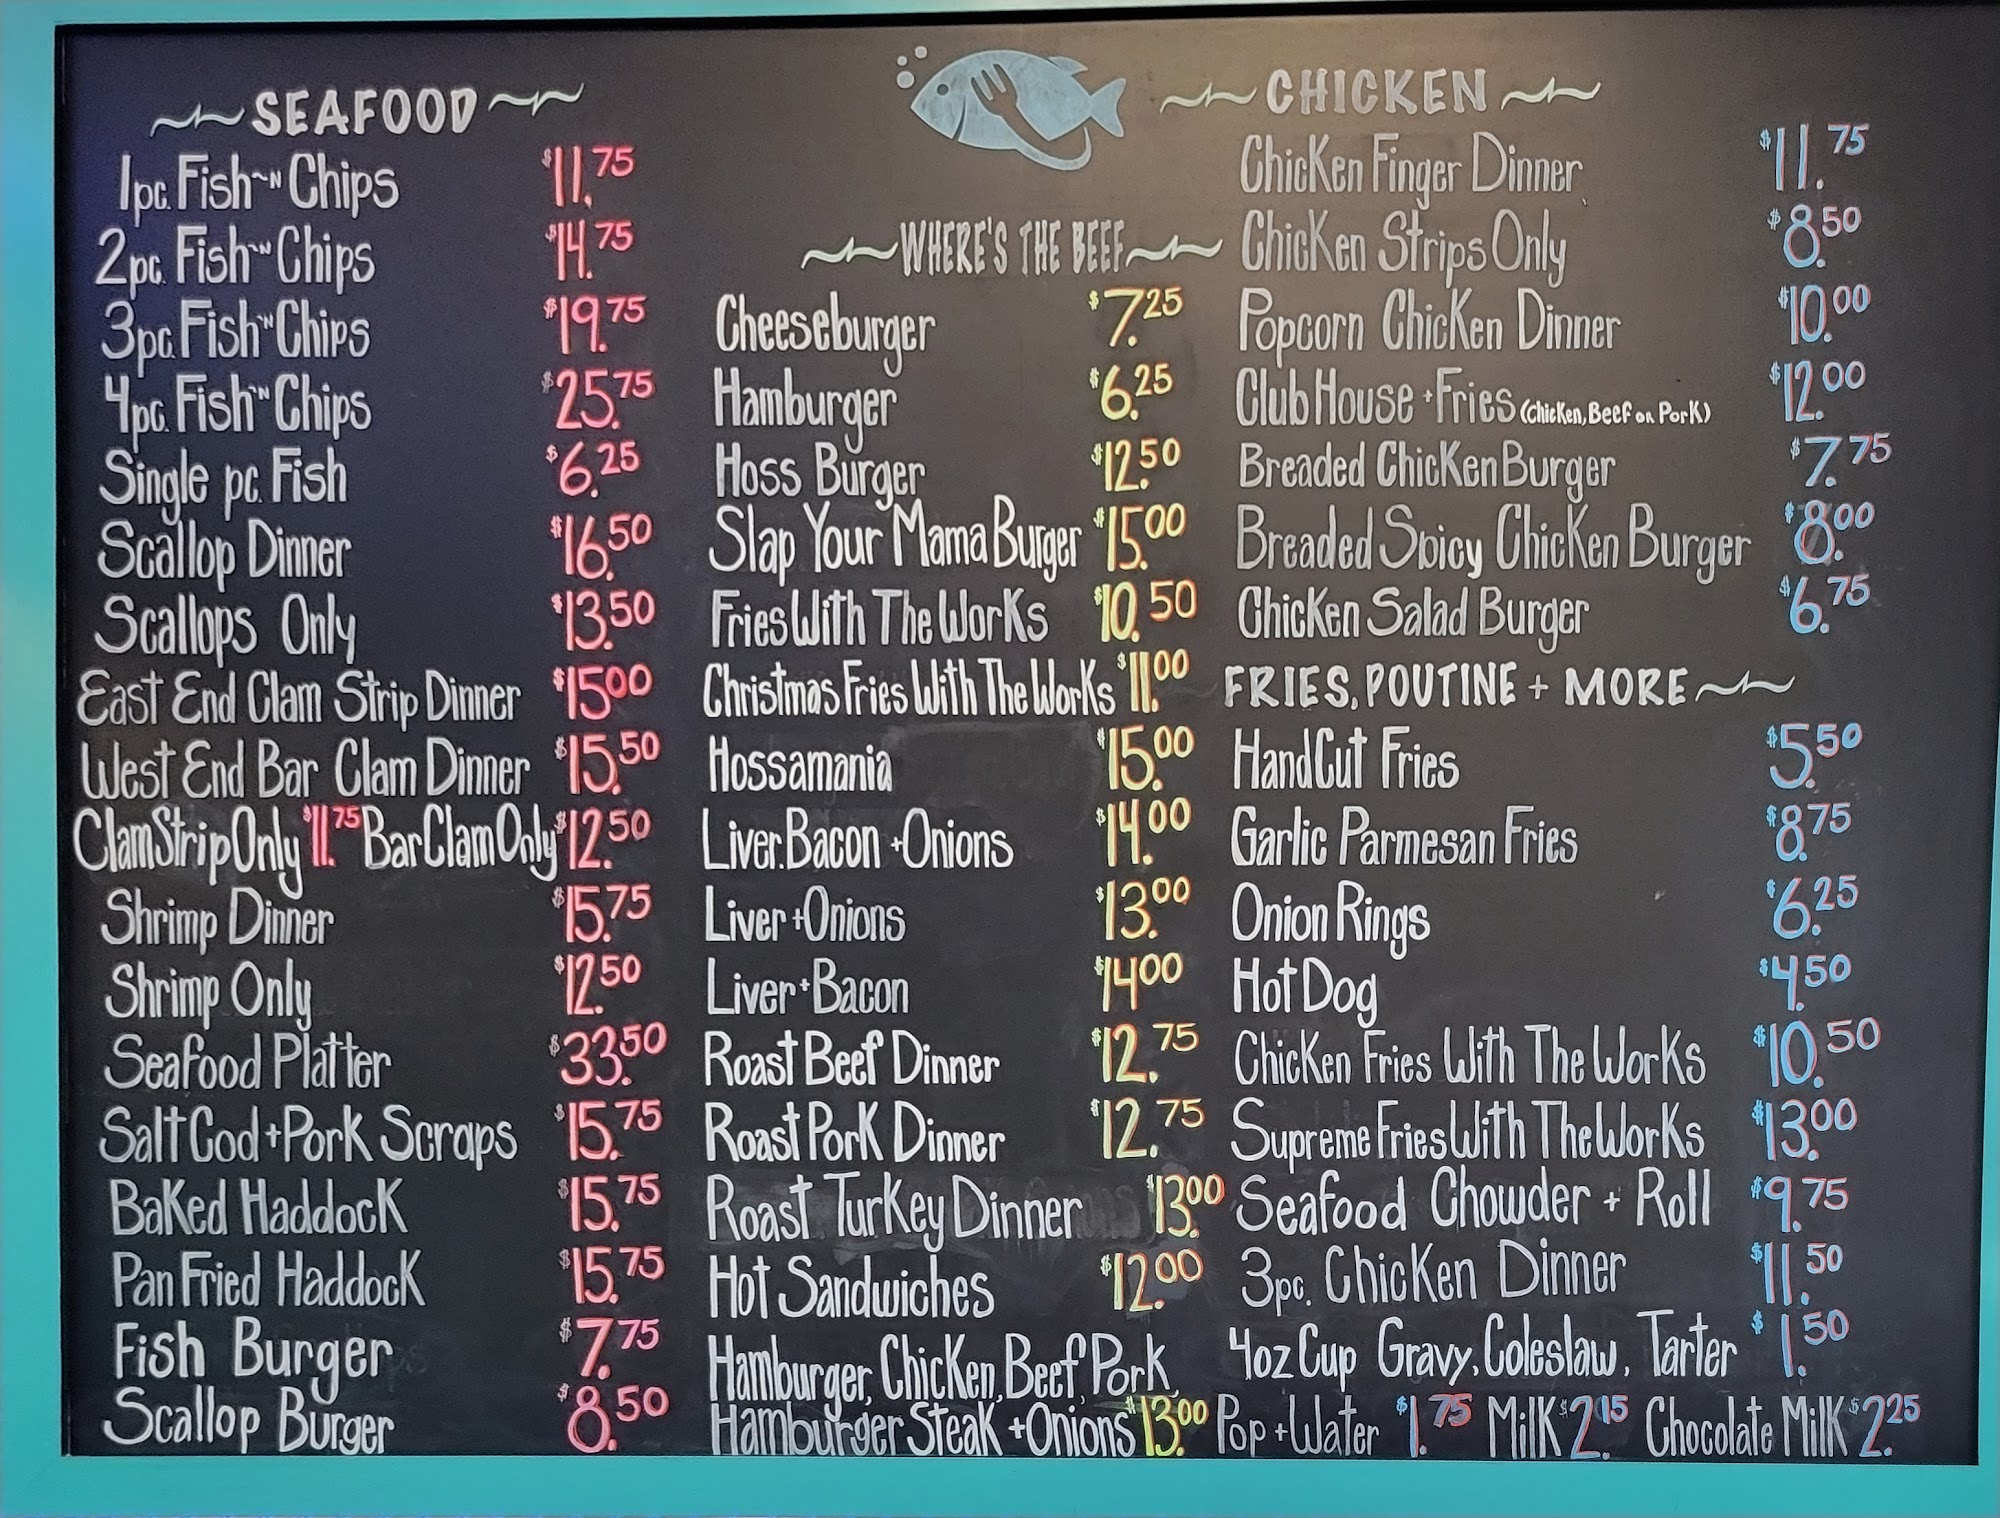 SEAFOOD
1pc. Fish~N Chips $11.75
2pc. Fish~N Chips $14.75
3pc. Fish~N Chips $19.75
4pc. Fish~N Chips $25.75
Single pc. Fish $6.25
Scallop Dinner $16.50
Scallops Only $13.50
East End Clam Strip Dinner $15.00
West End Bar Clam Dinner $15.50
Clam Strip Only $11.75 Bar Clam Only $12.50
Shrimp Dinner $15.75
Shrimp Only $12.50
Seafood Platter $33.50
Salt Cod + Pork Scraps $15.75
Baked Haddock $15.75
Pan Fried Haddock $15.75
Fish Burger $7.75
Scallop Burger $8.50
WHERE'S THE BEEF
Cheeseburger $7.25
Hamburger $6.25
Hoss Burger $12.50
Slap Your Mama Burger $15.00
Fries With The Works $10.50
Christmas Fries With The Works $11.00
Hossamania $15.00
Liver, Bacon + Onions $14.00
Liver + Onions $13.00
Liver + Bacon $14.00
Roast Beef Dinner $12.75
Roast Pork Dinner $12.75
Roast Turkey Dinner $13.00
Hot Sandwiches $12.00
Hamburger, Chicken, Beef, Pork
Hamburger Steak + Onions $13.00
CHICKEN
Chicken Finger Dinner $11.75
Chicken Strips Only $8.50
Popcorn Chicken Dinner $10.00
Club House + Fries (Chicken, Beef or Pork) $12.00
Breaded Chicken Burger $7.75
Breaded Spicy Chicken Burger $8.00
Chicken Salad Burger $6.75
FRIES, POUTINE + MORE
Hand Cut Fries $5.50
Garlic Parmesan Fries $8.75
Onion Rings $6.25
Hot Dog $4.50
Chicken Fries With The Works $10.50
Supreme Fries With The Works $13.00
Seafood Chowder + Roll $9.75
3pc. Chicken Dinner $11.50
4oz Cup Gravy, Coleslaw, Tarter $1.50
Pop + Water $1.75 Milk $2.15 Chocolate Milk $2.25